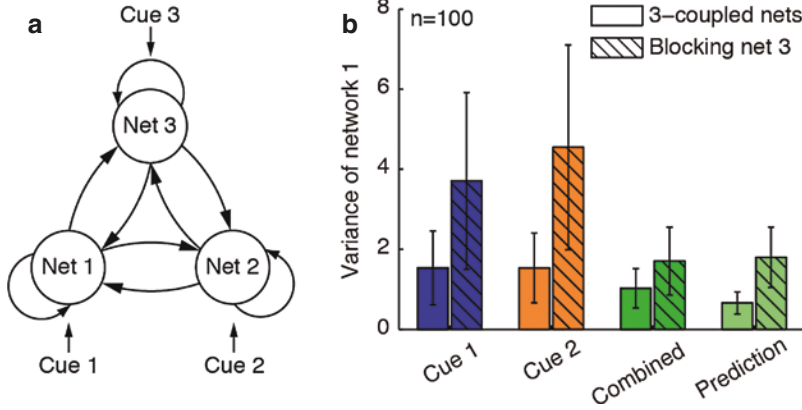 a
Cue 3
Net 3
Net 1
Net 2
Cue 1
Cue 2
b
n=100
3-coupled nets
Blocking net 3
Variance of network 1
8
6
4
2
0
Cue 1
Cue 2
Combined
Prediction